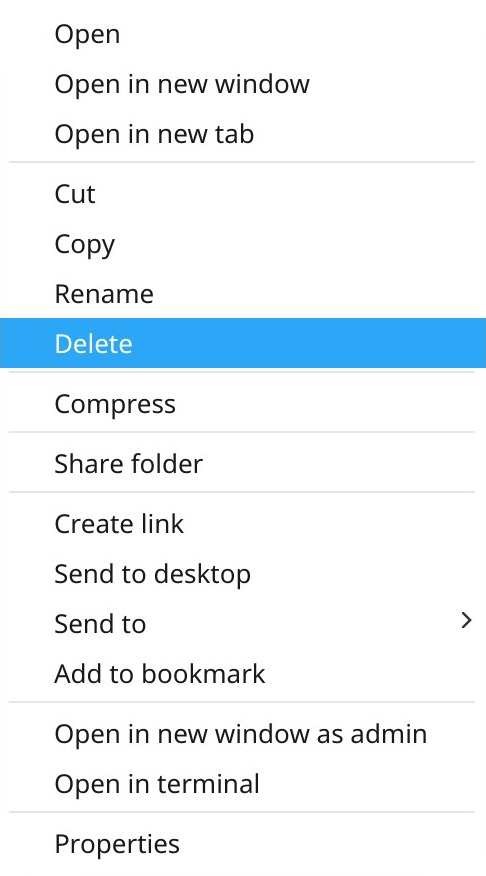 Open
Open in new window
Open in new tab
Cut
Copy
Rename
Delete
Compress
Share folder
Create link
Send to desktop
Send to
Add to bookmark
Open in new window as admin
Open in terminal
Properties